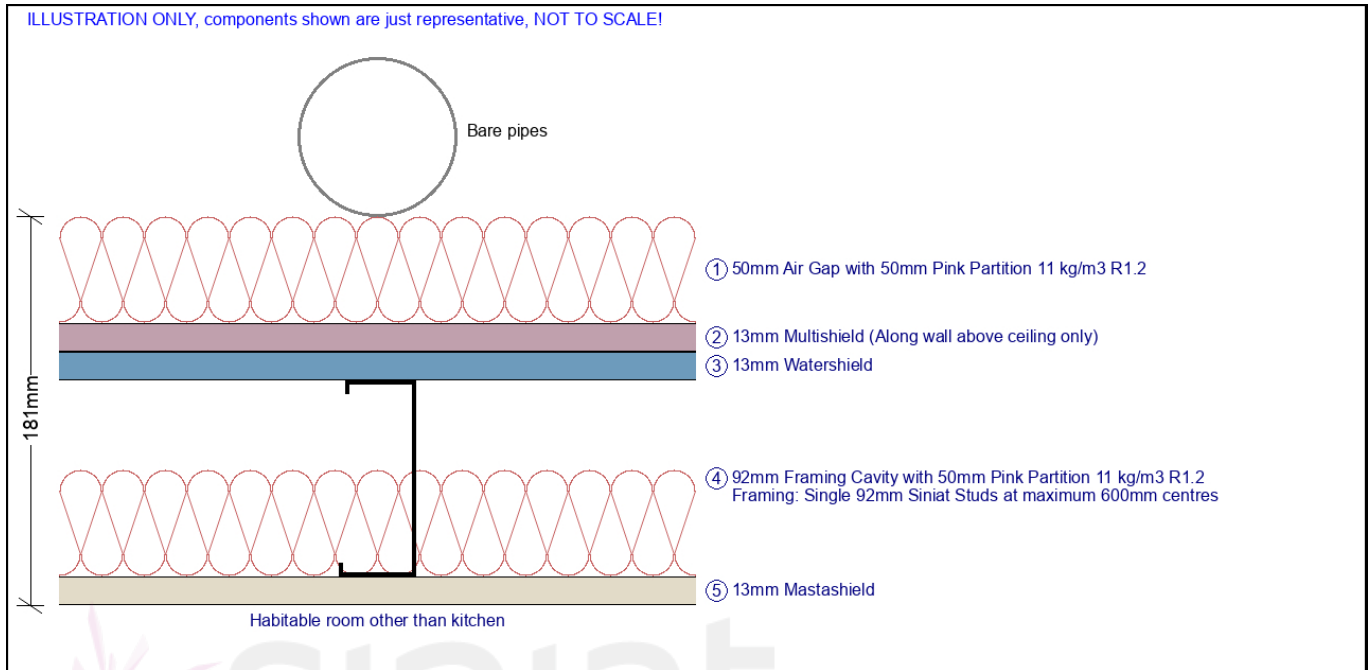 ILLUSTRATION ONLY, components shown are just representative, NOT TO SCALE!
Bare pipes
1 50mm Air Gap with 50mm Pink Partition 11 kg/m3 R1.2
2 13mm Multishield (Along wall above ceiling only)
3 13mm Watershield
181mm
4 92mm Framing Cavity with 50mm Pink Partition 11 kg/m3 R1.2
Framing: Single 92mm Siniat Studs at maximum 600mm centres
5 13mm Mastashield
Habitable room other than kitchen
siniat